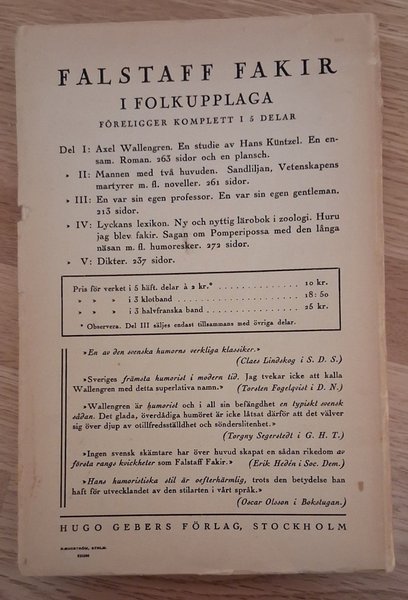 FALSTAFF FAKIR
I FOLKUPPLAGA
FÖRELIGGER KOMPLETT I 5 DELAR
Del I: Axel Wallengren. En studie av Hans Küntzel. En en-
sam. Roman. 263 sidor och en plansch.
» II: Mannen med två huvuden. Sandliljan, Vetenskapens
martyrer m. fl. noveller. 261 sidor.
» III: En var sin egen professor. En var sin egen gentleman.
213 sidor.
» IV: Lyckans lexikon. Ny och nyttig lärobok i zoologi. Huru
jag blev fakir. Sagan om Pomperipossa med den långa
näsan m. fl. humoresker. 272 sidor.
» V: Dikter. 237 sidor.
Pris för verket i 5 häft. delar à 2 kr.* . . . . . . . . . 10 kr.
» » » i 3 klotband . . . . . . . . . 18: 50
» » » i 3 halvfranska band . . . . . . . . . 25 kr.
* Observera. Del III säljes endast tillsammans med övriga delar.
»En av den svenska humorns verkliga klassiker.»
(Claes Lindskog i S. D. S.)
»Sveriges främsta humorist i modern tid. Jag tvekar icke att kalla
Wallengren med detta superlativa namn.» (Torsten Fogelqvist i D. N.)
»Wallengren är humorist och i all sin befängdhet en typiskt svensk
sådan. Det glada, överdådiga humöret är icke låtsat därför att det välver
sig över djup av otillfredsställdhet och sönderslitenhet.»
(Torgny Segerstedt i G. H. T.)
»Ingen svensk skämtare har över huvud skapat en sådan rikedom av
första rangs kvickheter som Falstaff Fakir.» (Erik Hedén i Soc. Dem.)
»Hans humoristiska stil är oefterhärmlig, trots den betydelse han
haft för utvecklandet av den stilarten i vårt språk.»
(Oscar Olsson i Bokstugan.)
HUGO GEBERS FÖRLAG, STOCKHOLM